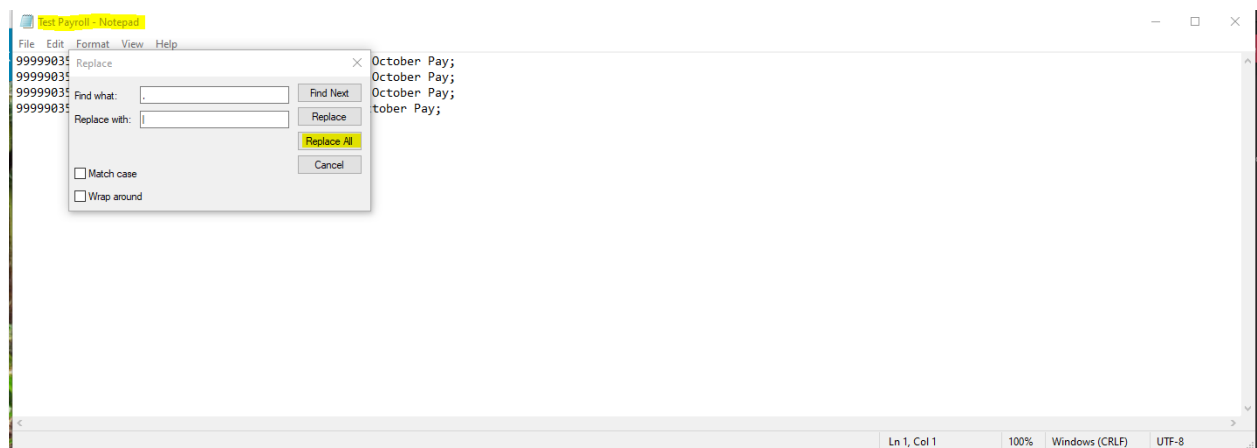 Test Payroll - Notepad
File Edit Format View Help
Replace
99999035 October Pay;
99999035 October Pay;
99999035 October Pay;
99999035 tober Pay;
Find what: , Find Next
Replace with: | Replace
Replace All
Cancel
Match case
Wrap around
Ln 1, Col 1 100% Windows (CRLF) UTF-8